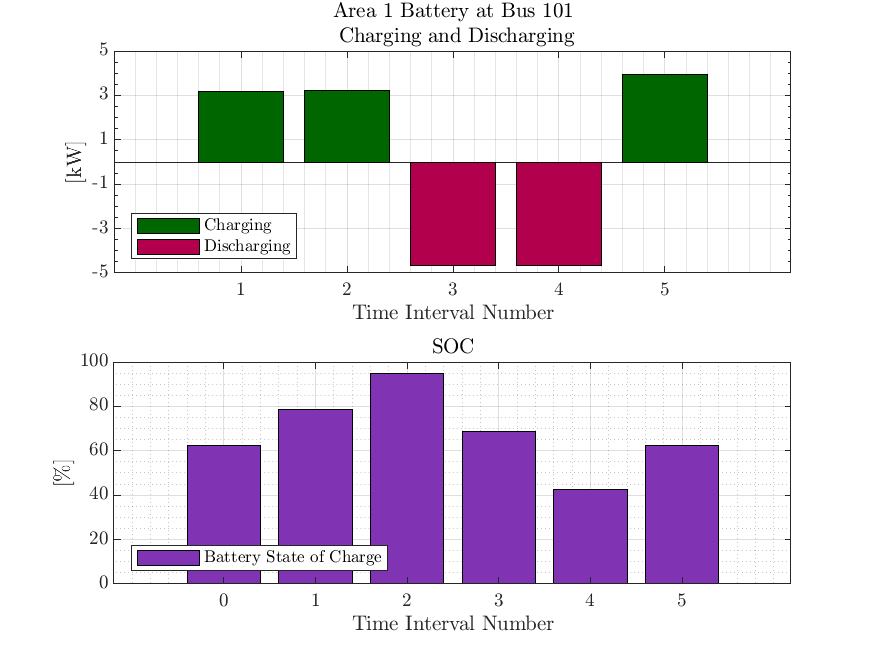 Area 1 Battery at Bus 101
Charging and Discharging
5
3
1
-1
-3
-5
[kW]
Charging
Discharging
1 2 3 4 5
Time Interval Number
SOC
100
80
60
40
20
0
[%]
Battery State of Charge
0 1 2 3 4 5
Time Interval Number